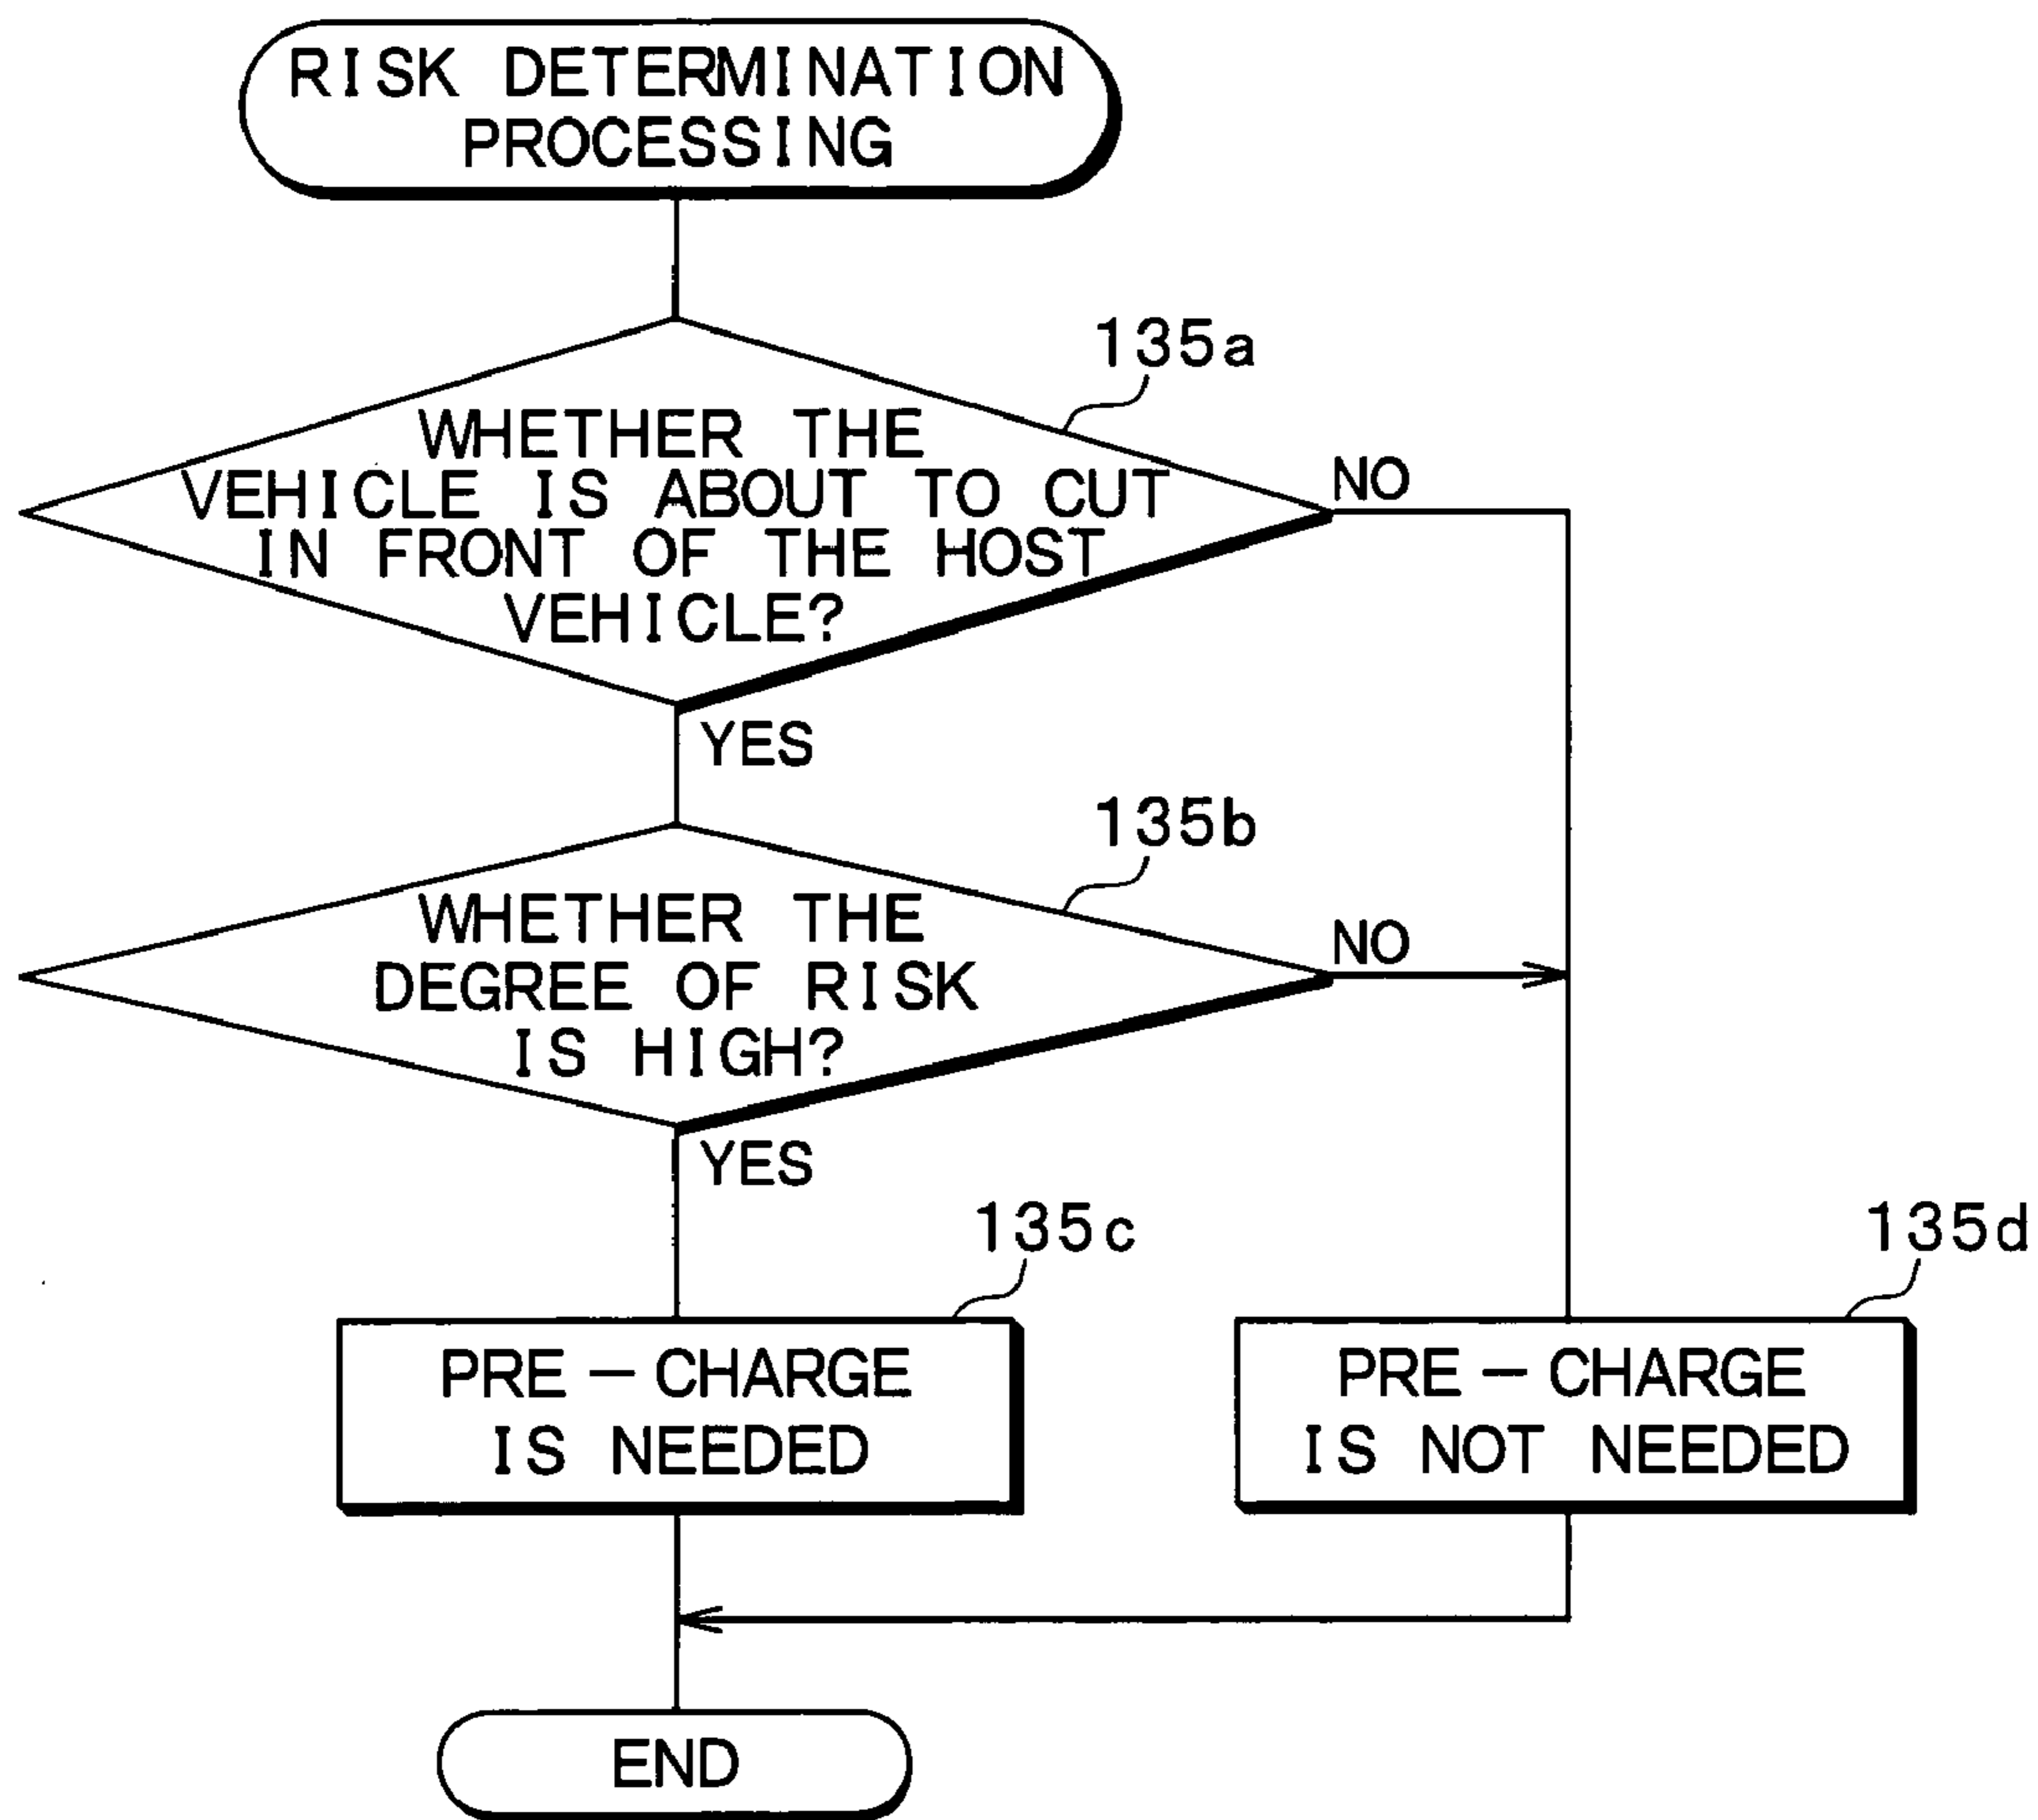 RISK DETERMINATION
PROCESSING
135a
WHETHER THE
VEHICLE IS ABOUT TO CUT
IN FRONT OF THE HOST
VEHICLE?
NO
YES
135b
WHETHER THE
DEGREE OF RISK
IS HIGH?
NO
YES
135c
PRE-CHARGE
IS NEEDED
135d
PRE-CHARGE
IS NOT NEEDED
END